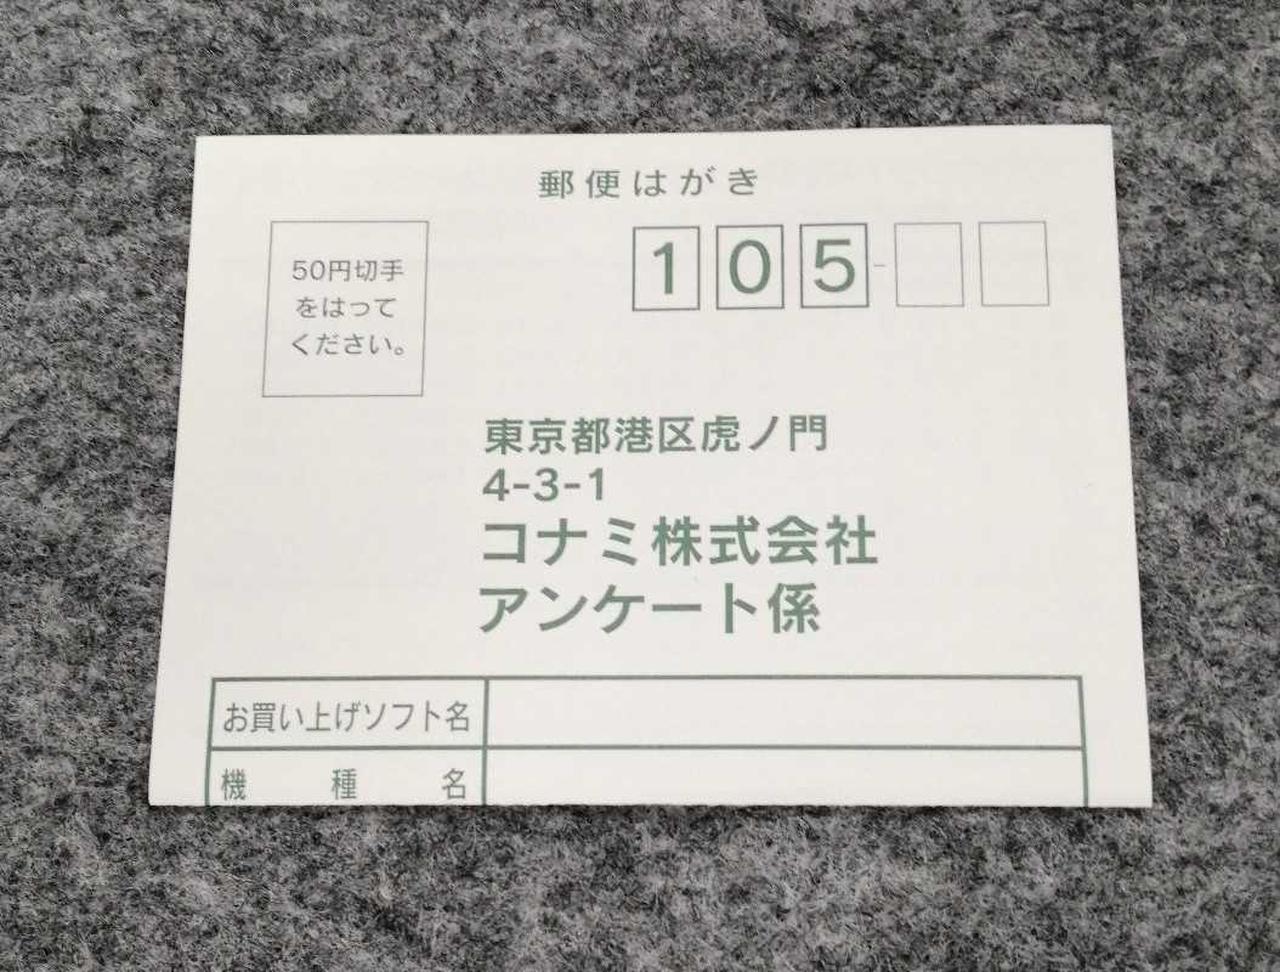 郵便はがき
50円切手
をはって
ください。
105-
東京都港区虎ノ門
4-3-1
コナミ株式会社
アンケート係
お買い上げソフト名
機種名